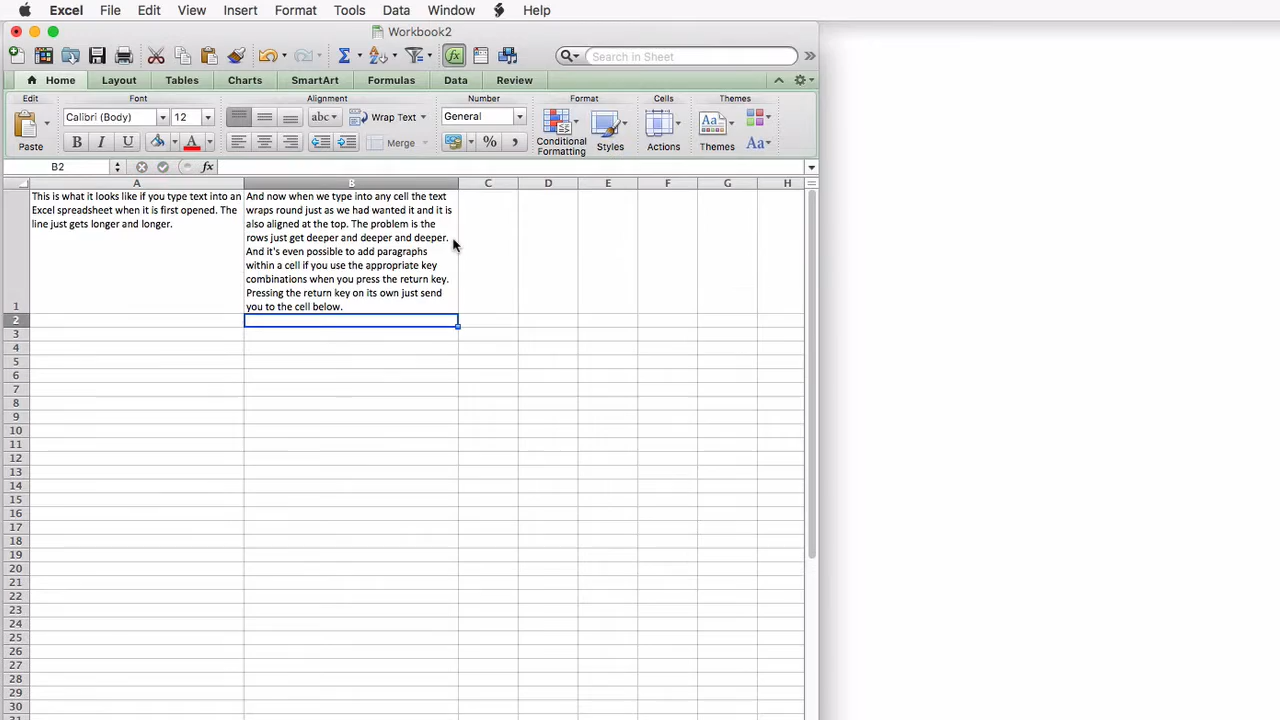 Excel File Edit View Insert Format Tools Data Window Help
Workbook2
Search in Sheet
Home Layout Tables Charts SmartArt Formulas Data Review
Edit Font Alignment Number Format Cells Themes
Calibri (Body) 12 abc Wrap Text General
Paste B I U A Merge % , Conditional Formatting Styles Actions Aa Themes Aa
B2 fx
A B C D E F G H
This is what it looks like if you type text into an
Excel spreadsheet when it is first opened. The
line just gets longer and longer.
And now when we type into any cell the text
wraps round just as we had wanted it and it is
also aligned at the top. The problem is the
rows just get deeper and deeper and deeper.
And it's even possible to add paragraphs
within a cell if you use the appropriate key
combinations when you press the return key.
Pressing the return key on its own just send
you to the cell below.
1
2
3
4
5
6
7
8
9
10
11
12
13
14
15
16
17
18
19
20
21
22
23
24
25
26
27
28
29
30
31